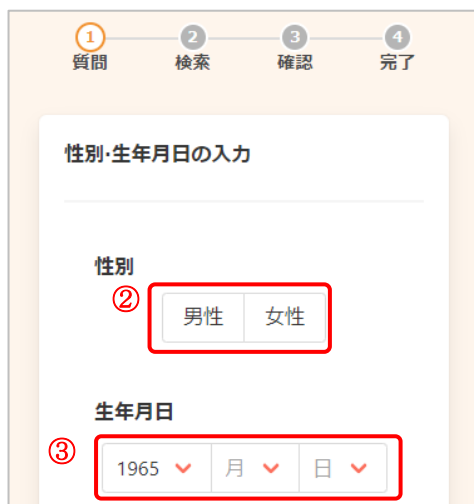 1 2 3 4
質問 検索 確認 完了
性別·生年月日の入力
性別
②
男性 女性
生年月日
③
1965 月 日